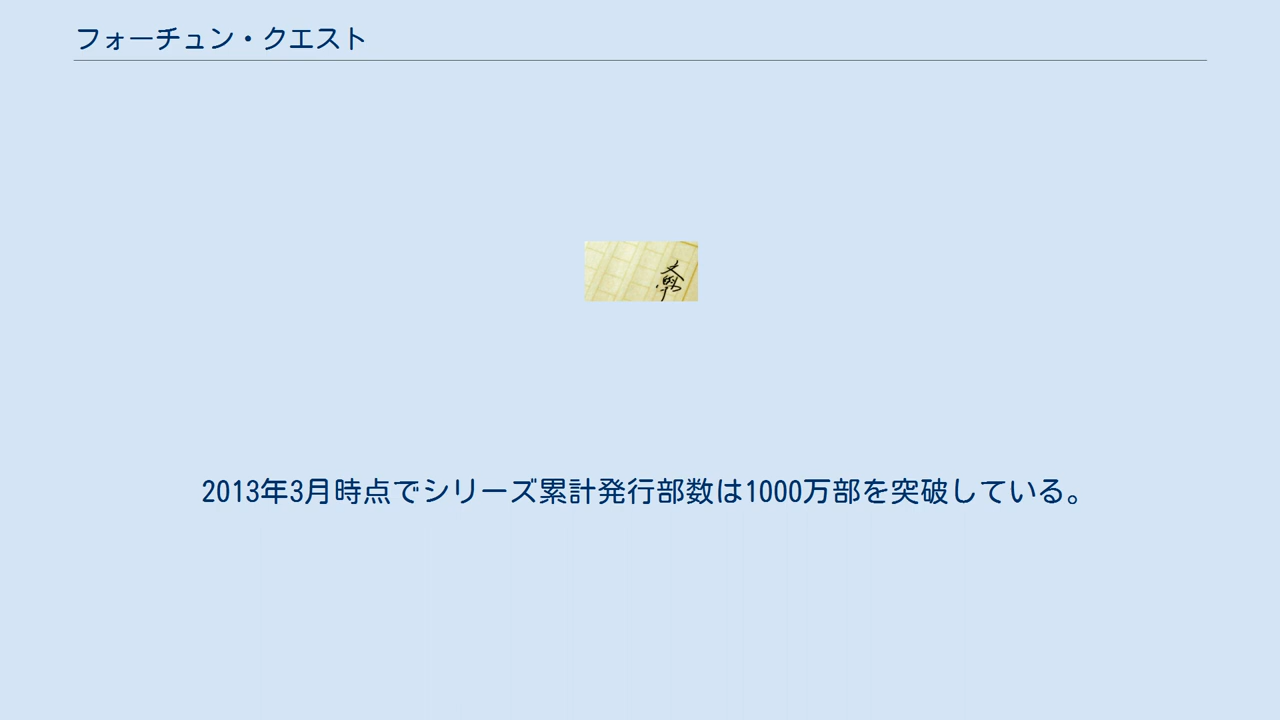 フォーチュン・クエスト
2013年3月時点でシリーズ累計発行部数は1000万部を突破している。